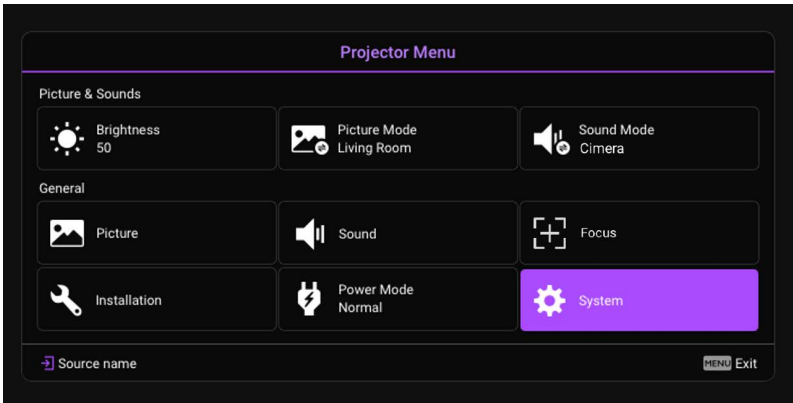 Projector Menu
Picture & Sounds
Brightness
50
Picture Mode
Living Room
Sound Mode
Cimera
General
Picture
Sound
Focus
Installation
Power Mode
Normal
System
Source name
MENU Exit